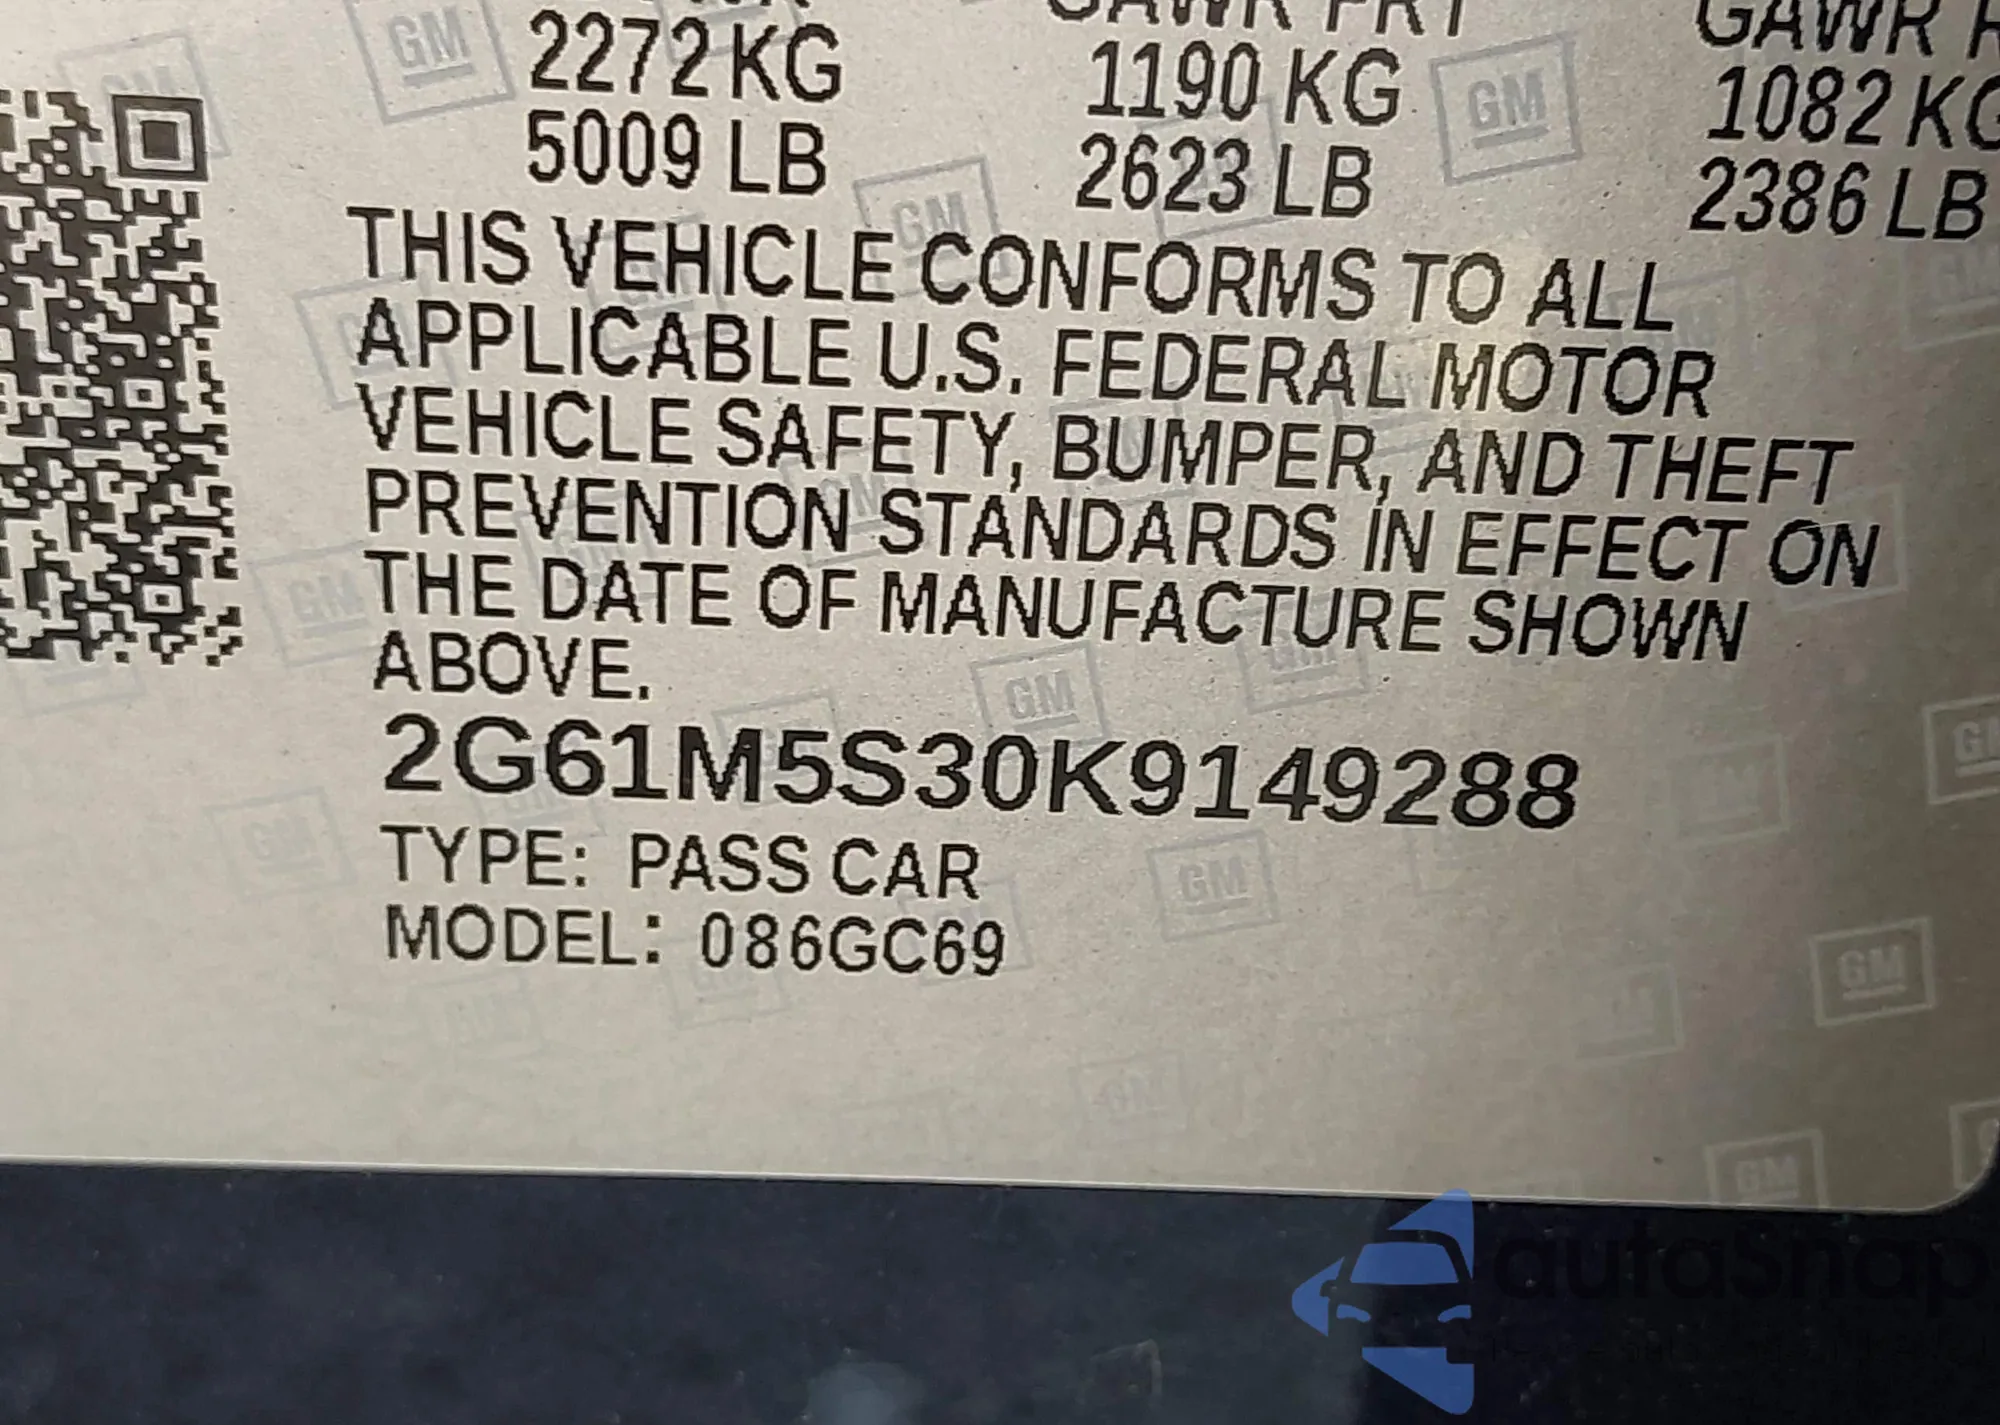 2272 KG 1190 KG 1082 KG
5009 LB 2623 LB 2386 LB
THIS VEHICLE CONFORMS TO ALL
APPLICABLE U.S. FEDERAL MOTOR
VEHICLE SAFETY, BUMPER, AND THEFT
PREVENTION STANDARDS IN EFFECT ON
THE DATE OF MANUFACTURE SHOWN
ABOVE.
2G61M5S30K9149288
TYPE: PASS CAR
MODEL: 086GC69
GM
autasnap